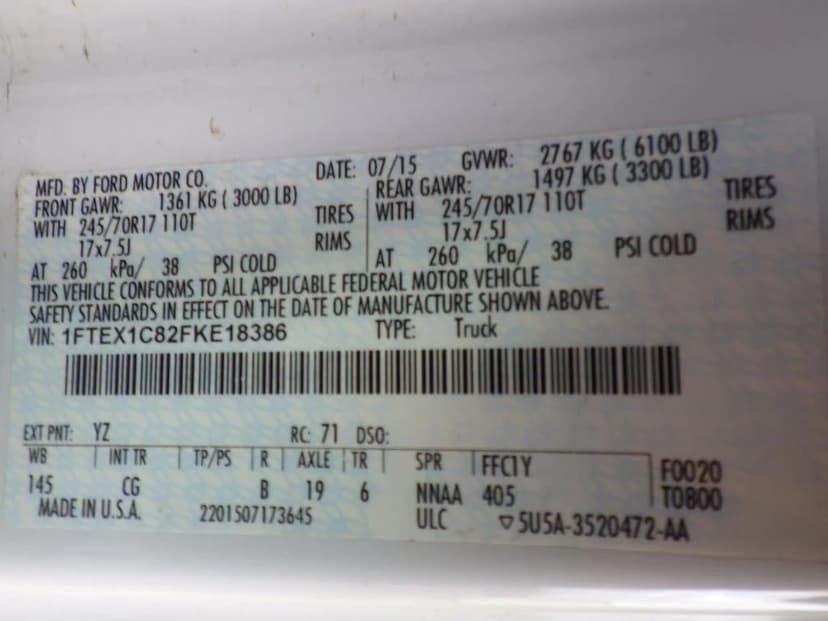 MFD. BY FORD MOTOR CO. DATE: 07/15 GVWR: 2767 KG ( 6100 LB)
FRONT GAWR: 1361 KG ( 3000 LB) REAR GAWR: 1497 KG ( 3300 LB)
WITH 245/70R17 110T TIRES WITH 245/70R17 110T TIRES
17x7.5J RIMS 17x7.5J RIMS
AT 260 kPa/ 38 PSI COLD AT 260 kPa/ 38 PSI COLD
THIS VEHICLE CONFORMS TO ALL APPLICABLE FEDERAL MOTOR VEHICLE
SAFETY STANDARDS IN EFFECT ON THE DATE OF MANUFACTURE SHOWN ABOVE.
VIN: 1FTEX1C82FKE18386 TYPE: Truck
EXT PNT: YZ RC: 71 DSO:
WB INT TR TP/PS R AXLE TR SPR FFC1Y F0020
145 CG B 19 6 NNAA 405 T0800
MADE IN U.S.A. 2201507173645 ULC ▽5U5A-3520472-AA